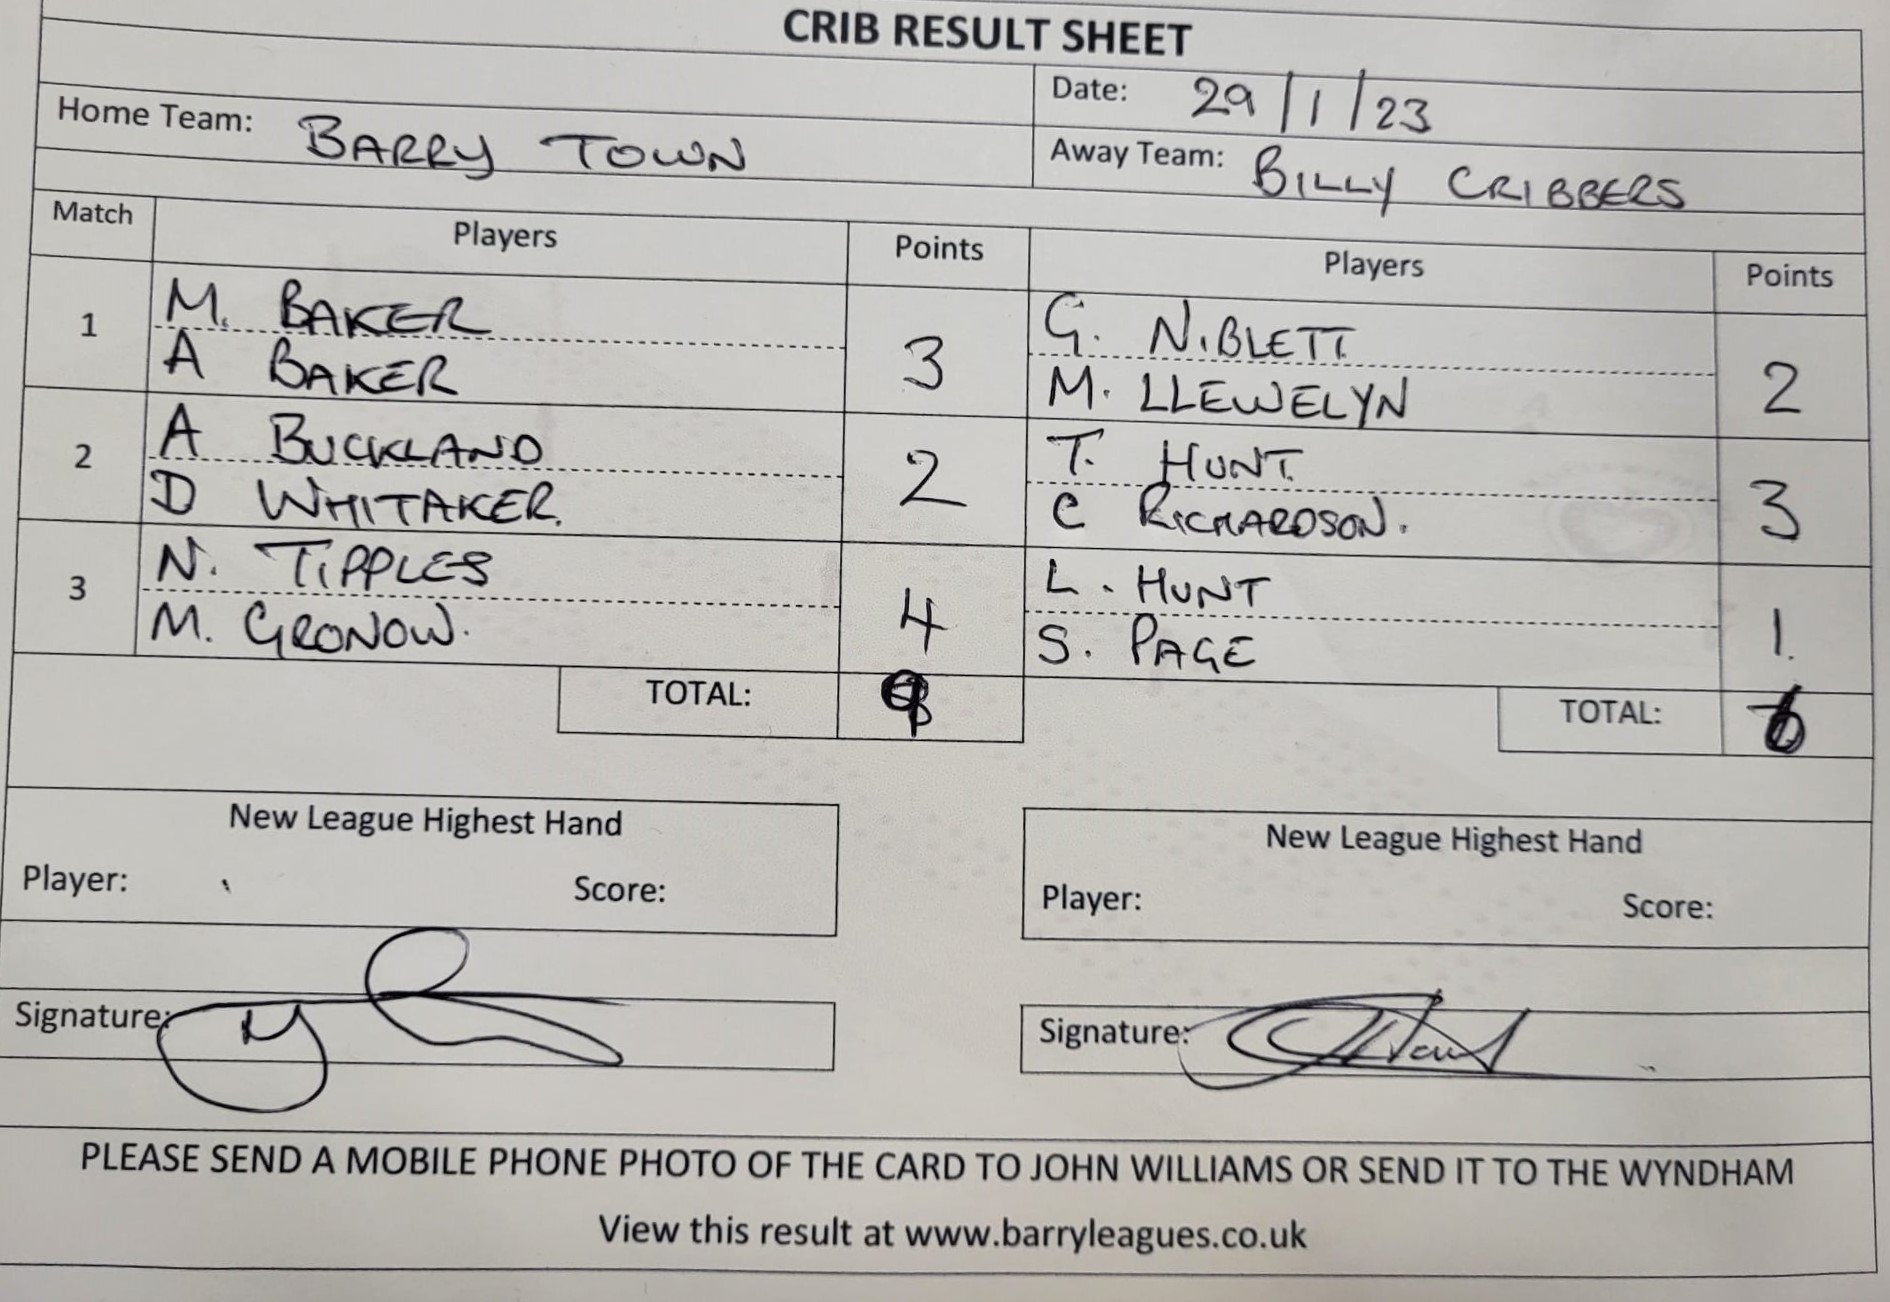 CRIB RESULT SHEET
Date: 29/1/23
Home Team: BARRY TOWN
Away Team: BILLY CRIBBERS
Match Players Points Players Points
1 M. BAKER 3 G. NIBLETT 2
A BAKER M. LLEWELYN
2 A BUCKLAND 2 T. HUNT 3
D WHITAKER. C RICHARDSON.
3 N. TIPPLES 4 L. HUNT 1.
M. GRONOW. S. PAGE
TOTAL: 9 TOTAL: 6
New League Highest Hand New League Highest Hand
Player: Score: Player: Score:
Signature: Signature:
PLEASE SEND A MOBILE PHONE PHOTO OF THE CARD TO JOHN WILLIAMS OR SEND IT TO THE WYNDHAM
View this result at www.barryleagues.co.uk